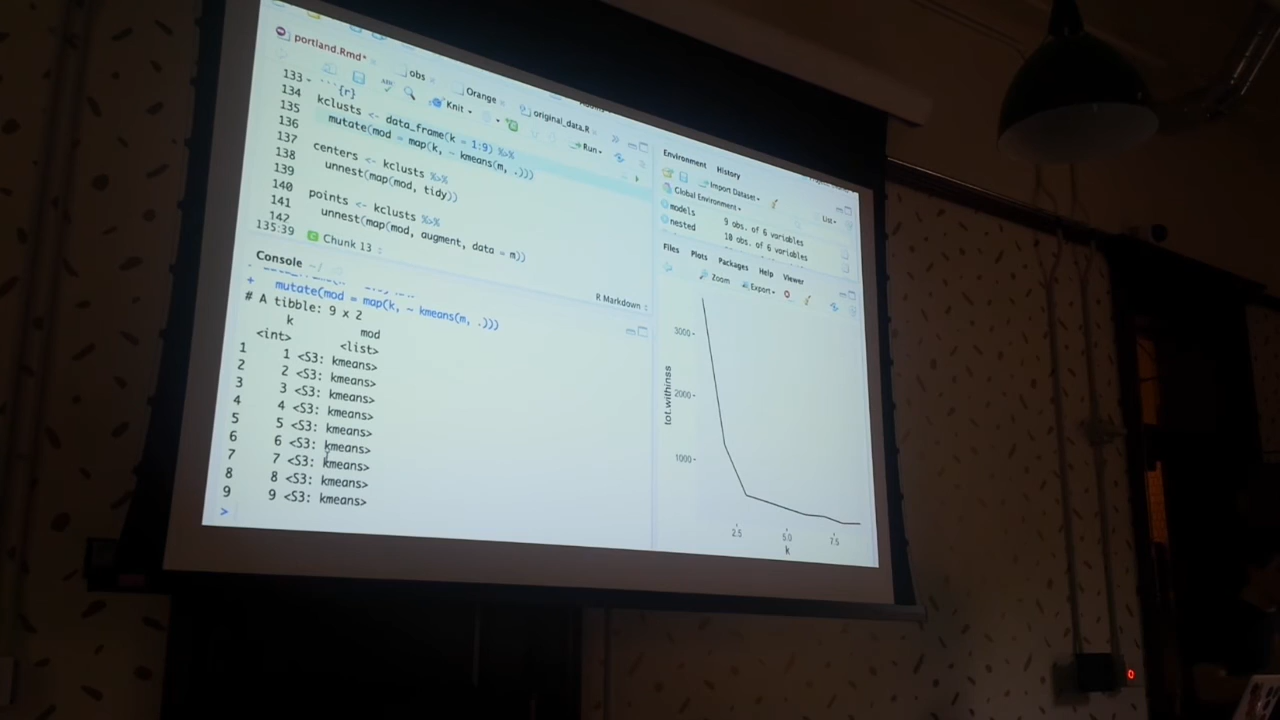 portland.Rmd*
obs
Orange
original_data.R
Knit
Run
133 ```{r}
134 kclusts <- data_frame(k = 1:9) %>%
135 mutate(mod = map(k, ~ kmeans(m, .)))
136
137 centers <- kclusts %>%
138 unnest(map(mod, tidy))
139
140 points <- kclusts %>%
141 unnest(map(mod, augment, data = m))
142
135:39 Chunk 13
R Markdown
Console ~/
+ mutate(mod = map(k, ~ kmeans(m, .)))
# A tibble: 9 x 2
k mod
<int> <list>
1 1 <S3: kmeans>
2 2 <S3: kmeans>
3 3 <S3: kmeans>
4 4 <S3: kmeans>
5 5 <S3: kmeans>
6 6 <S3: kmeans>
7 7 <S3: kmeans>
8 8 <S3: kmeans>
9 9 <S3: kmeans>
>
Environment History
Import Dataset
List
Global Environment
models 9 obs. of 6 variables
nested 10 obs. of 6 variables
Files Plots Packages Help Viewer
Zoom Export
3000
2000
1000
tot.withinss
2.5 5.0 7.5
k